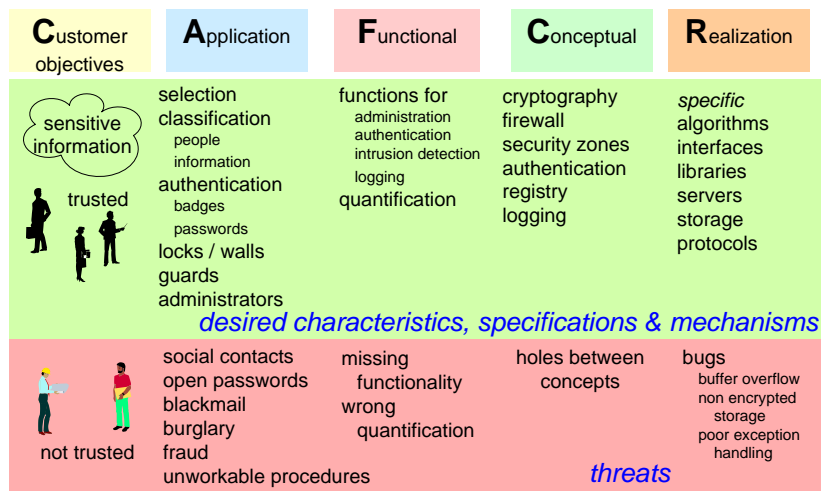 Customer objectives
Application
Functional
Conceptual
Realization
sensitive
information
trusted
selection
classification
people
information
authentication
badges
passwords
locks / walls
guards
administrators
functions for
administration
authentication
intrusion detection
logging
quantification
cryptography
firewall
security zones
authentication
registry
logging
specific
algorithms
interfaces
libraries
servers
storage
protocols
desired characteristics, specifications & mechanisms
not trusted
social contacts
open passwords
blackmail
burglary
fraud
unworkable procedures
missing
functionality
wrong
quantification
holes between
concepts
bugs
buffer overflow
non encrypted
storage
poor exception
handling
threats